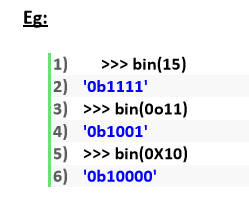 Eg:
1) >>> bin(15)
2) '0b1111'
3) >>> bin(0o11)
4) '0b1001'
5) >>> bin(0X10)
6) '0b10000'